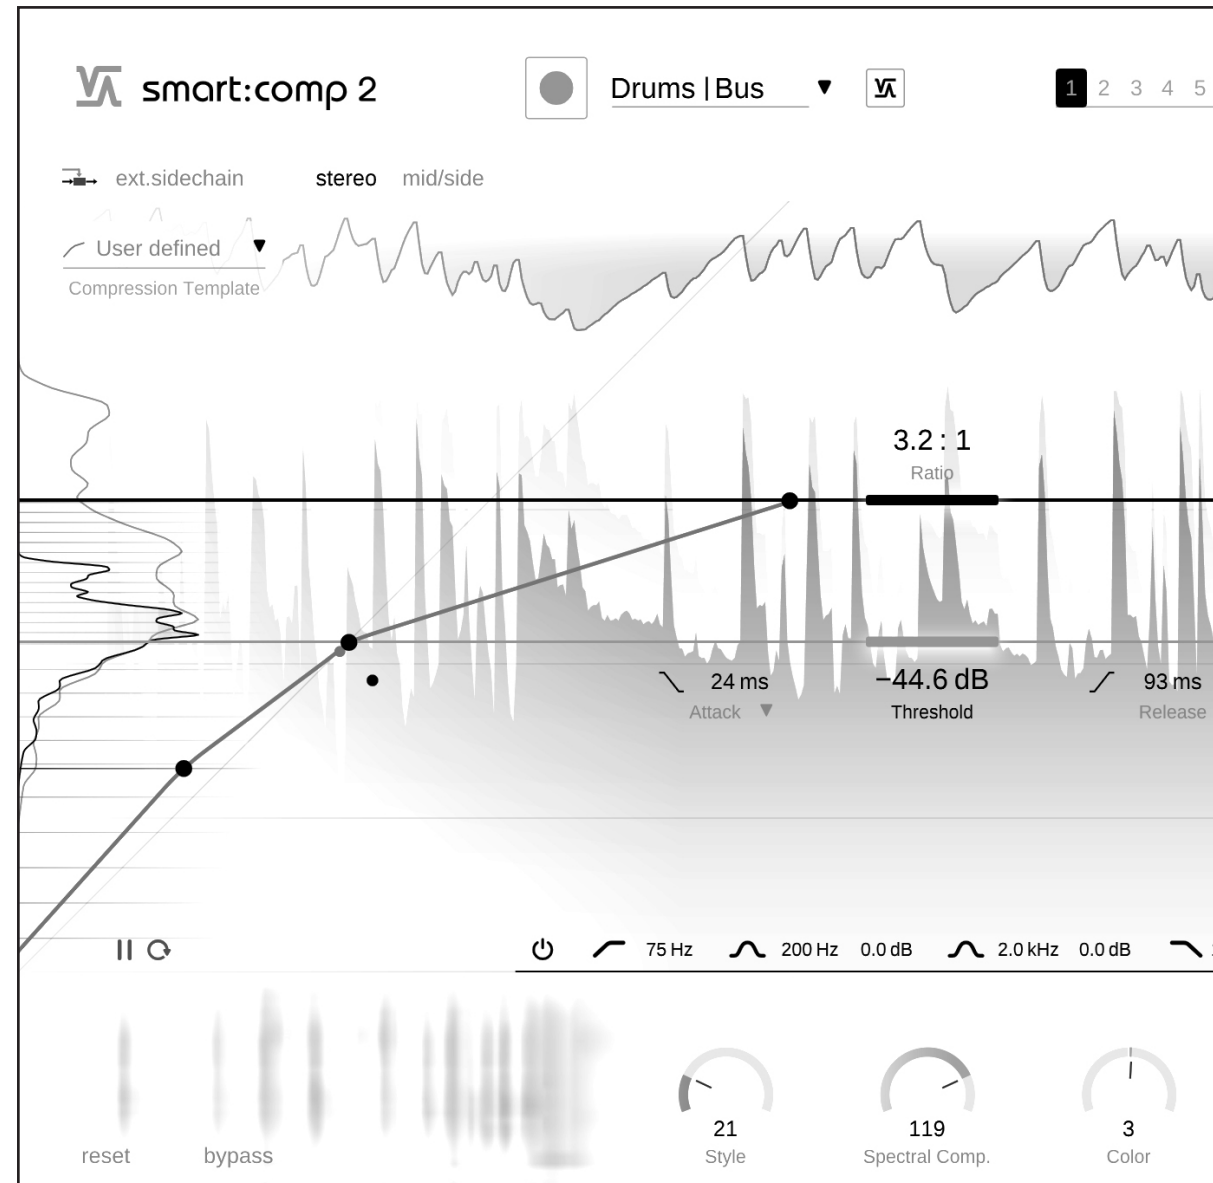 smart:comp 2
Drums | Bus
1 2 3 4 5
ext.sidechain stereo mid/side
User defined
Compression Template
3.2 : 1
Ratio
24 ms −44.6 dB 93 ms
Attack Threshold Release
75 Hz 200 Hz 0.0 dB 2.0 kHz 0.0 dB
21 119 3
reset bypass Style Spectral Comp. Color